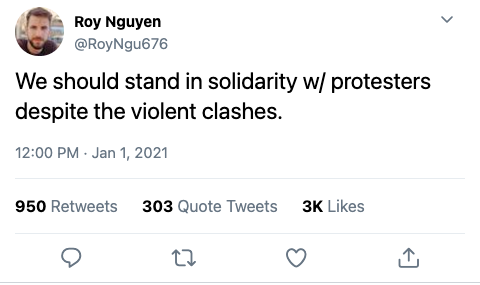 Roy Nguyen
@RoyNgu676
We should stand in solidarity w/ protesters
despite the violent clashes.
12:00 PM · Jan 1, 2021
950 Retweets 303 Quote Tweets 3K Likes